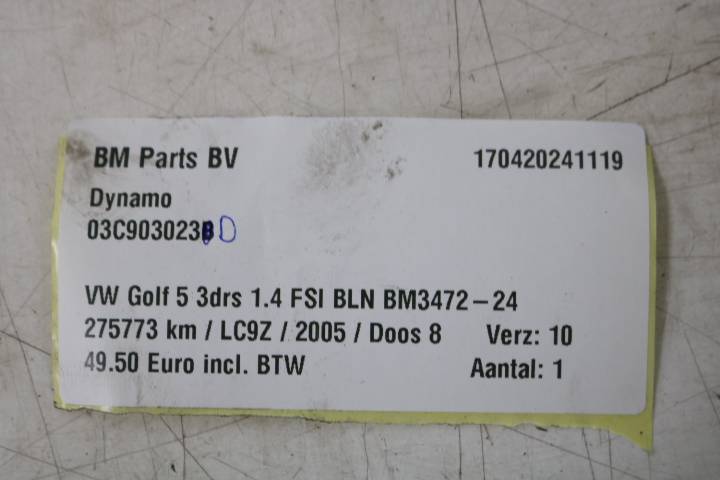 BM Parts BV 170420241119
Dynamo
03C903023B D
VW Golf 5 3drs 1.4 FSI BLN BM3472-24
275773 km / LC9Z / 2005 / Doos 8 Verz: 10
49.50 Euro incl. BTW Aantal: 1